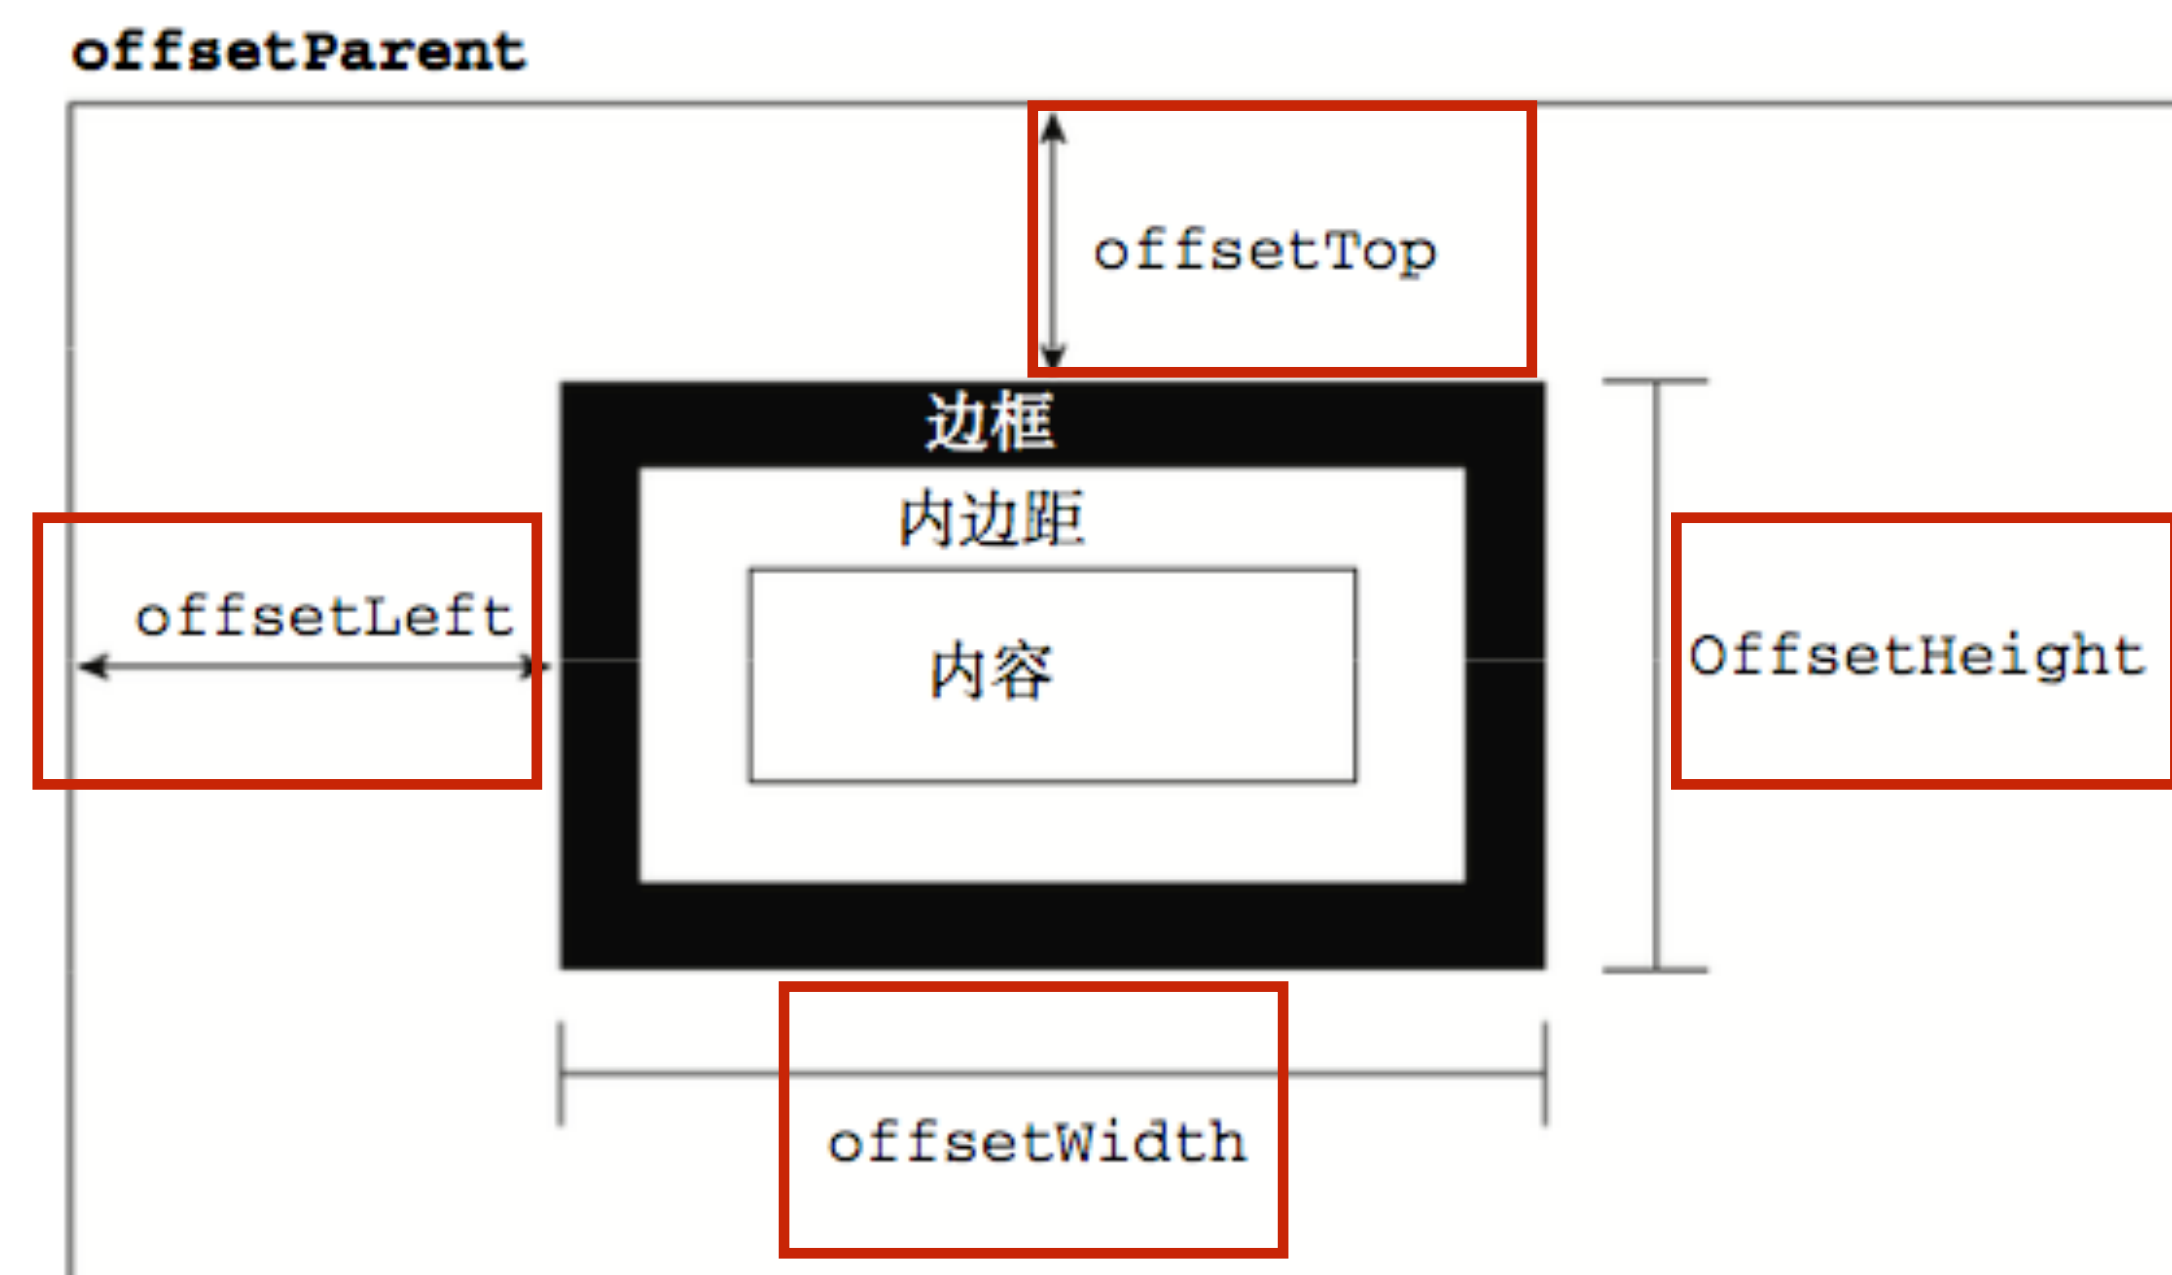 offsetParent
offsetTop
边框
内边距
offsetLeft
内容
OffsetHeight
offsetWidth